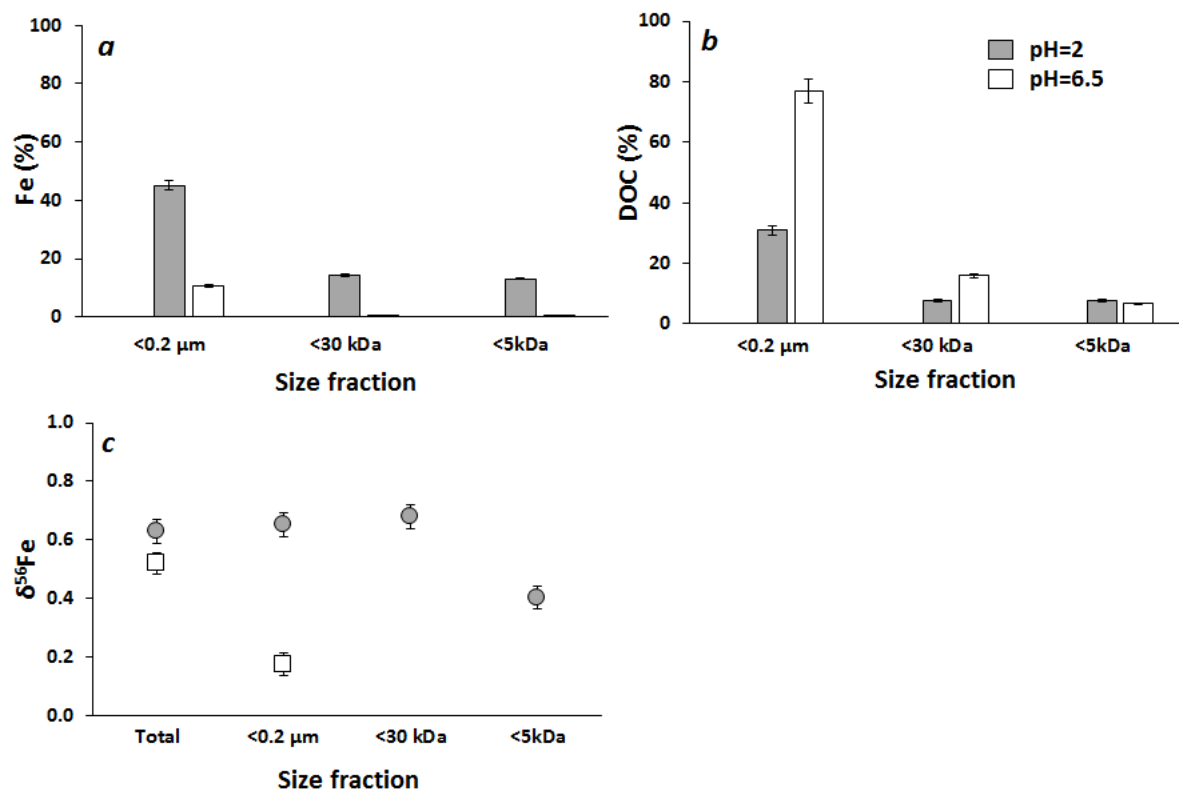 a
100
80
60
40
20
0
Fe (%)
<0.2 µm <30 kDa <5kDa
Size fraction
b
100
80
60
40
20
0
DOC (%)
pH=2
pH=6.5
<0.2 µm <30 kDa <5kDa
Size fraction
c
1.0
0.8
0.6
0.4
0.2
0.0
δ⁵⁶Fe
Total <0.2 µm <30 kDa <5kDa
Size fraction